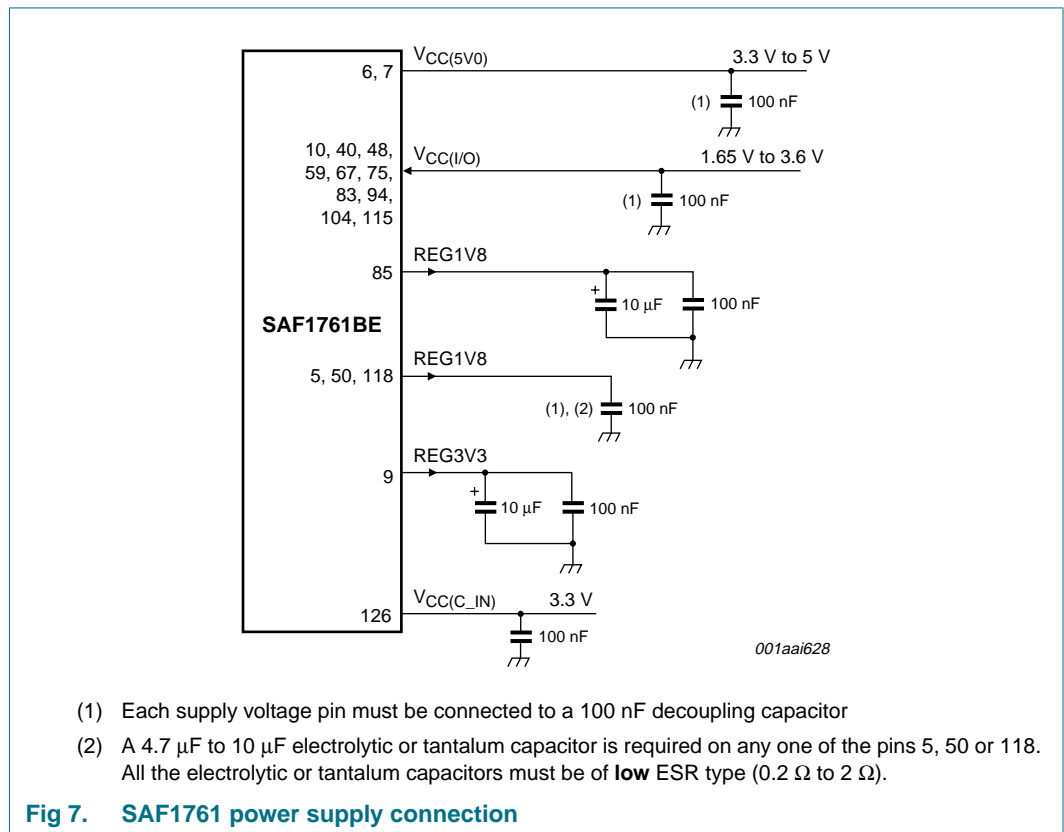 VCC(5V0)
3.3 V to 5 V
6, 7
(1)
100 nF
10, 40, 48,
59, 67, 75,
83, 94,
104, 115
VCC(I/O)
1.65 V to 3.6 V
(1)
100 nF
REG1V8
85
+
10 μF
100 nF
SAF1761BE
REG1V8
5, 50, 118
(1), (2)
100 nF
REG3V3
9
+
10 μF
100 nF
VCC(C_IN)
3.3 V
126
100 nF
001aai628
(1) Each supply voltage pin must be connected to a 100 nF decoupling capacitor
(2) A 4.7 μF to 10 μF electrolytic or tantalum capacitor is required on any one of the pins 5, 50 or 118.
All the electrolytic or tantalum capacitors must be of low ESR type (0.2 Ω to 2 Ω).
Fig 7. SAF1761 power supply connection